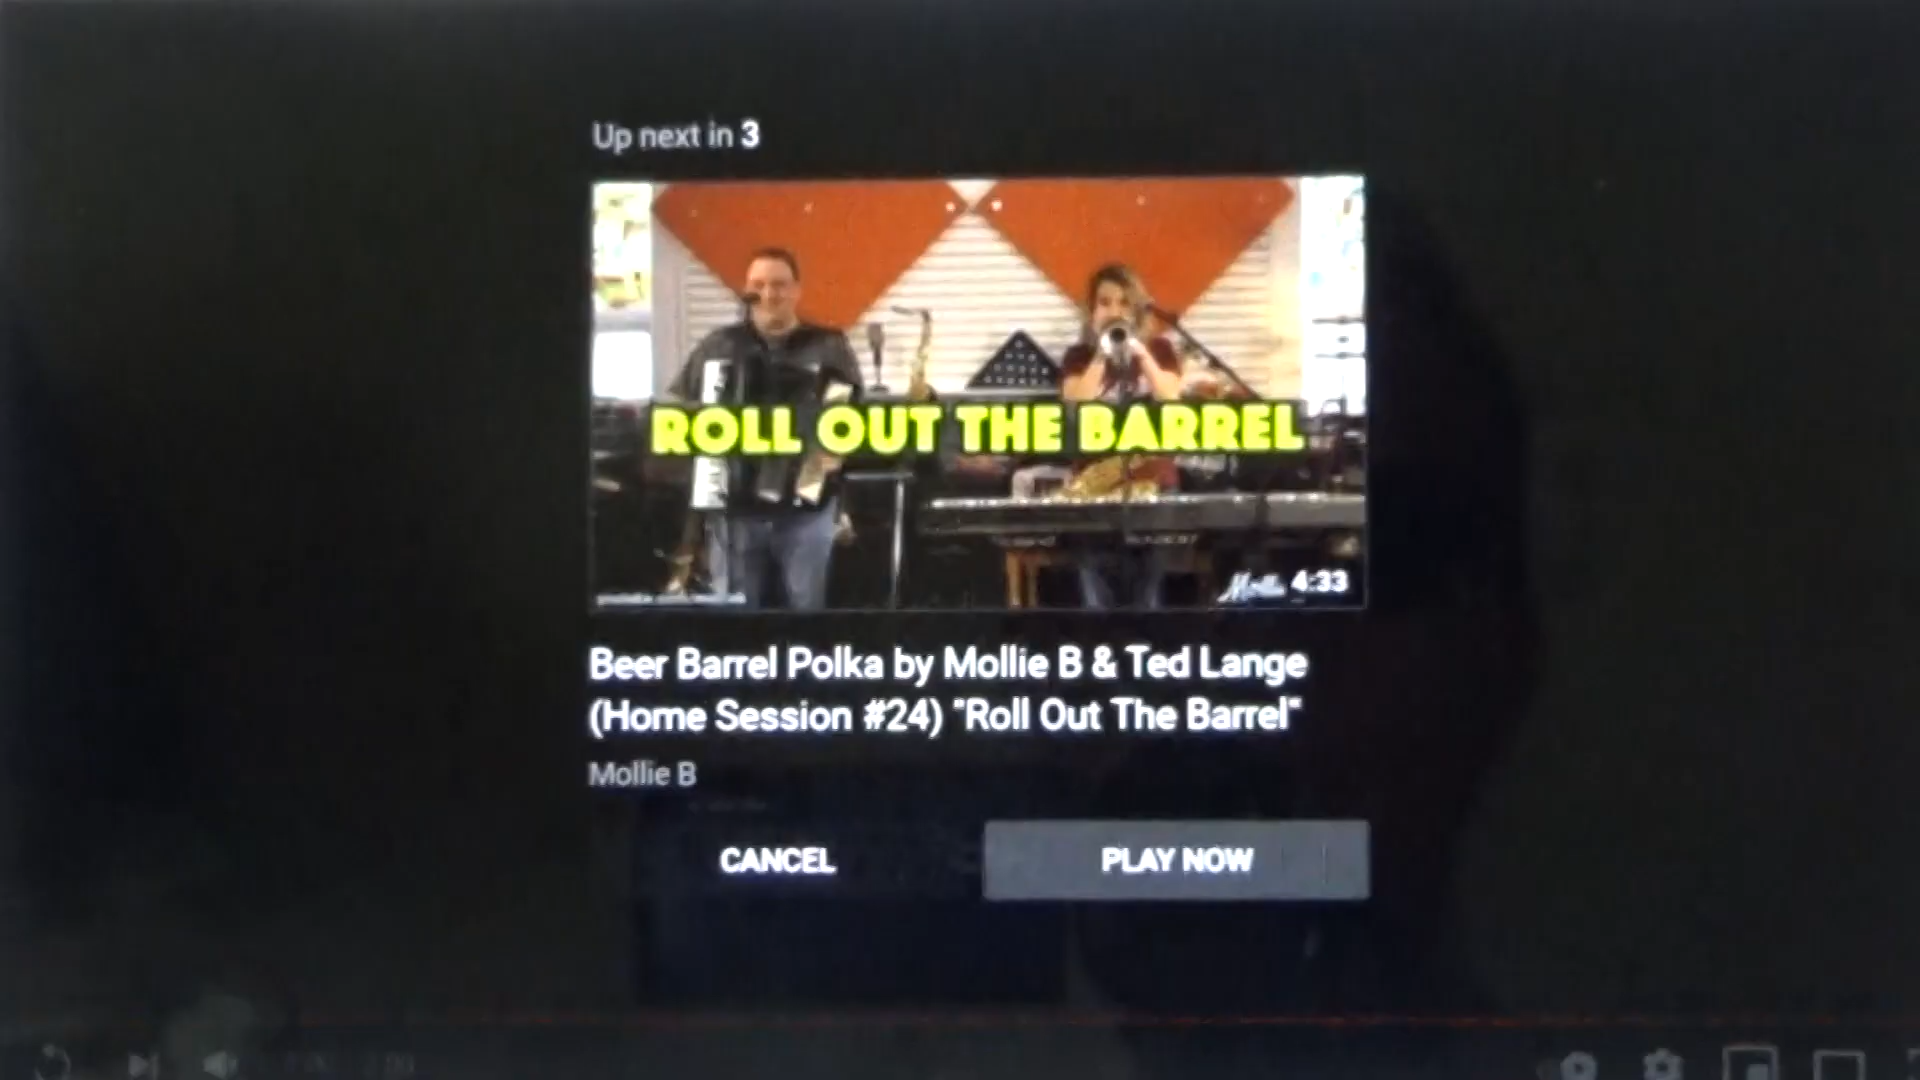 Up next in 3
ROLL OUT THE BARREL
4:33
Beer Barrel Polka by Mollie B & Ted Lange
(Home Session #24) "Roll Out The Barrel"
Mollie B
CANCEL
PLAY NOW